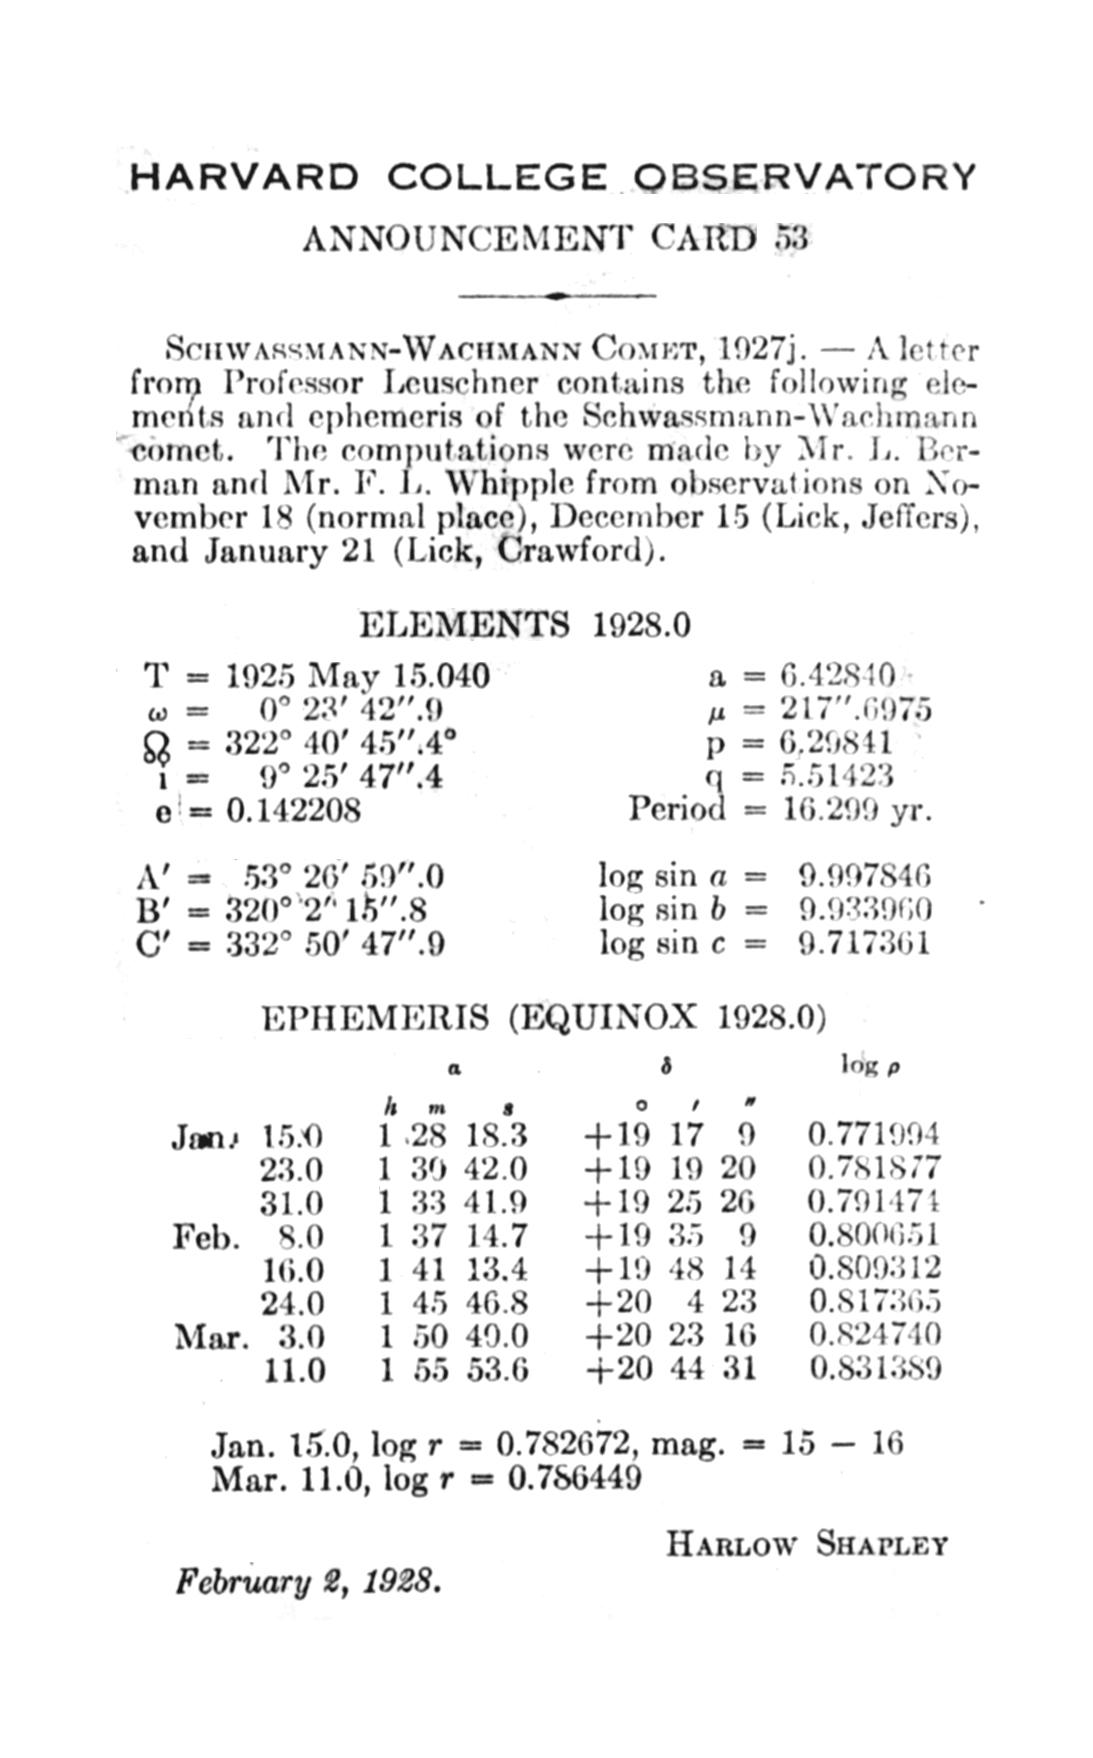 HARVARD COLLEGE OBSERVATORY
ANNOUNCEMENT CARD 53
SCHWASSMANN-WACHMANN COMET, 1927j. — A letter
from Professor Leuschner contains the following ele-
ments and ephemeris of the Schwassmann-Wachmann
comet. The computations were made by Mr. L. Ber-
man and Mr. F. L. Whipple from observations on No-
vember 18 (normal place), December 15 (Lick, Jeffers),
and January 21 (Lick, Crawford).
ELEMENTS 1928.0
T = 1925 May 15.040 a = 6.42840
ω = 0° 23′ 42″.9 μ = 217″.6975
☊ = 322° 40′ 45″.4° p = 6.29841
i = 9° 25′ 47″.4 q = 5.51423
e = 0.142208 Period = 16.299 yr.
A′ = 53° 26′ 59″.0 log sin a = 9.997846
B′ = 320° 2″ 15″.8 log sin b = 9.933960
C′ = 332° 50′ 47″.9 log sin c = 9.717361
EPHEMERIS (EQUINOX 1928.0)
α δ log ρ
h m s ° ′ ″
Jan. 15.0 1 28 18.3 +19 17 9 0.771994
23.0 1 30 42.0 +19 19 20 0.781877
31.0 1 33 41.9 +19 25 26 0.791474
Feb. 8.0 1 37 14.7 +19 35 9 0.800651
16.0 1 41 13.4 +19 48 14 0.809312
24.0 1 45 46.8 +20 4 23 0.817365
Mar. 3.0 1 50 40.0 +20 23 16 0.824740
11.0 1 55 53.6 +20 44 31 0.831389
Jan. 15.0, log r = 0.782672, mag. = 15 – 16
Mar. 11.0, log r = 0.786449
HARLOW SHAPLEY
February 2, 1928.